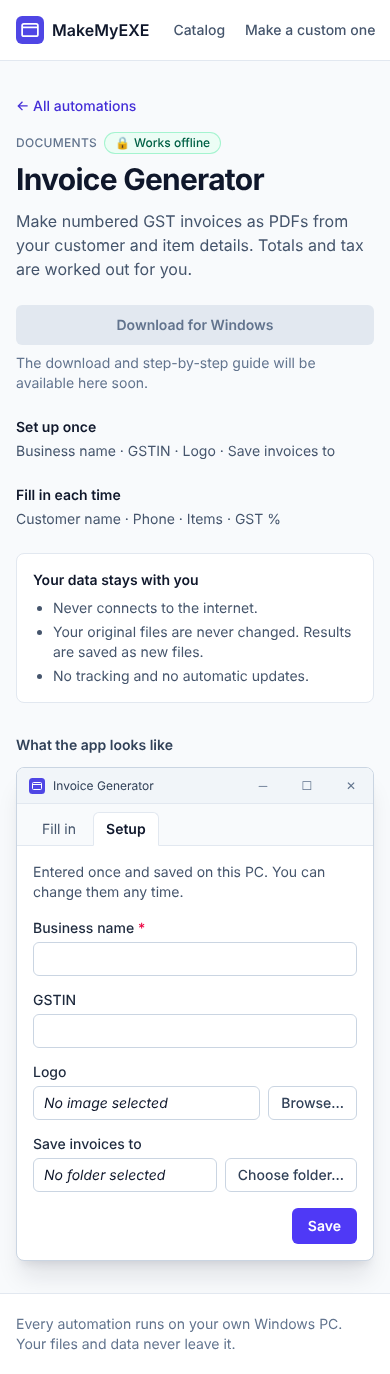 MakeMyEXE Catalog Make a custom one
← All automations
DOCUMENTS 🔒 Works offline
Invoice Generator
Make numbered GST invoices as PDFs from
your customer and item details. Totals and tax
are worked out for you.
Download for Windows
The download and step-by-step guide will be
available here soon.
Set up once
Business name · GSTIN · Logo · Save invoices to
Fill in each time
Customer name · Phone · Items · GST %
Your data stays with you
• Never connects to the internet.
• Your original files are never changed. Results
are saved as new files.
• No tracking and no automatic updates.
What the app looks like
Invoice Generator
Fill in Setup
Entered once and saved on this PC. You can
change them any time.
Business name *
GSTIN
Logo
No image selected Browse...
Save invoices to
No folder selected Choose folder...
Save
Every automation runs on your own Windows PC.
Your files and data never leave it.